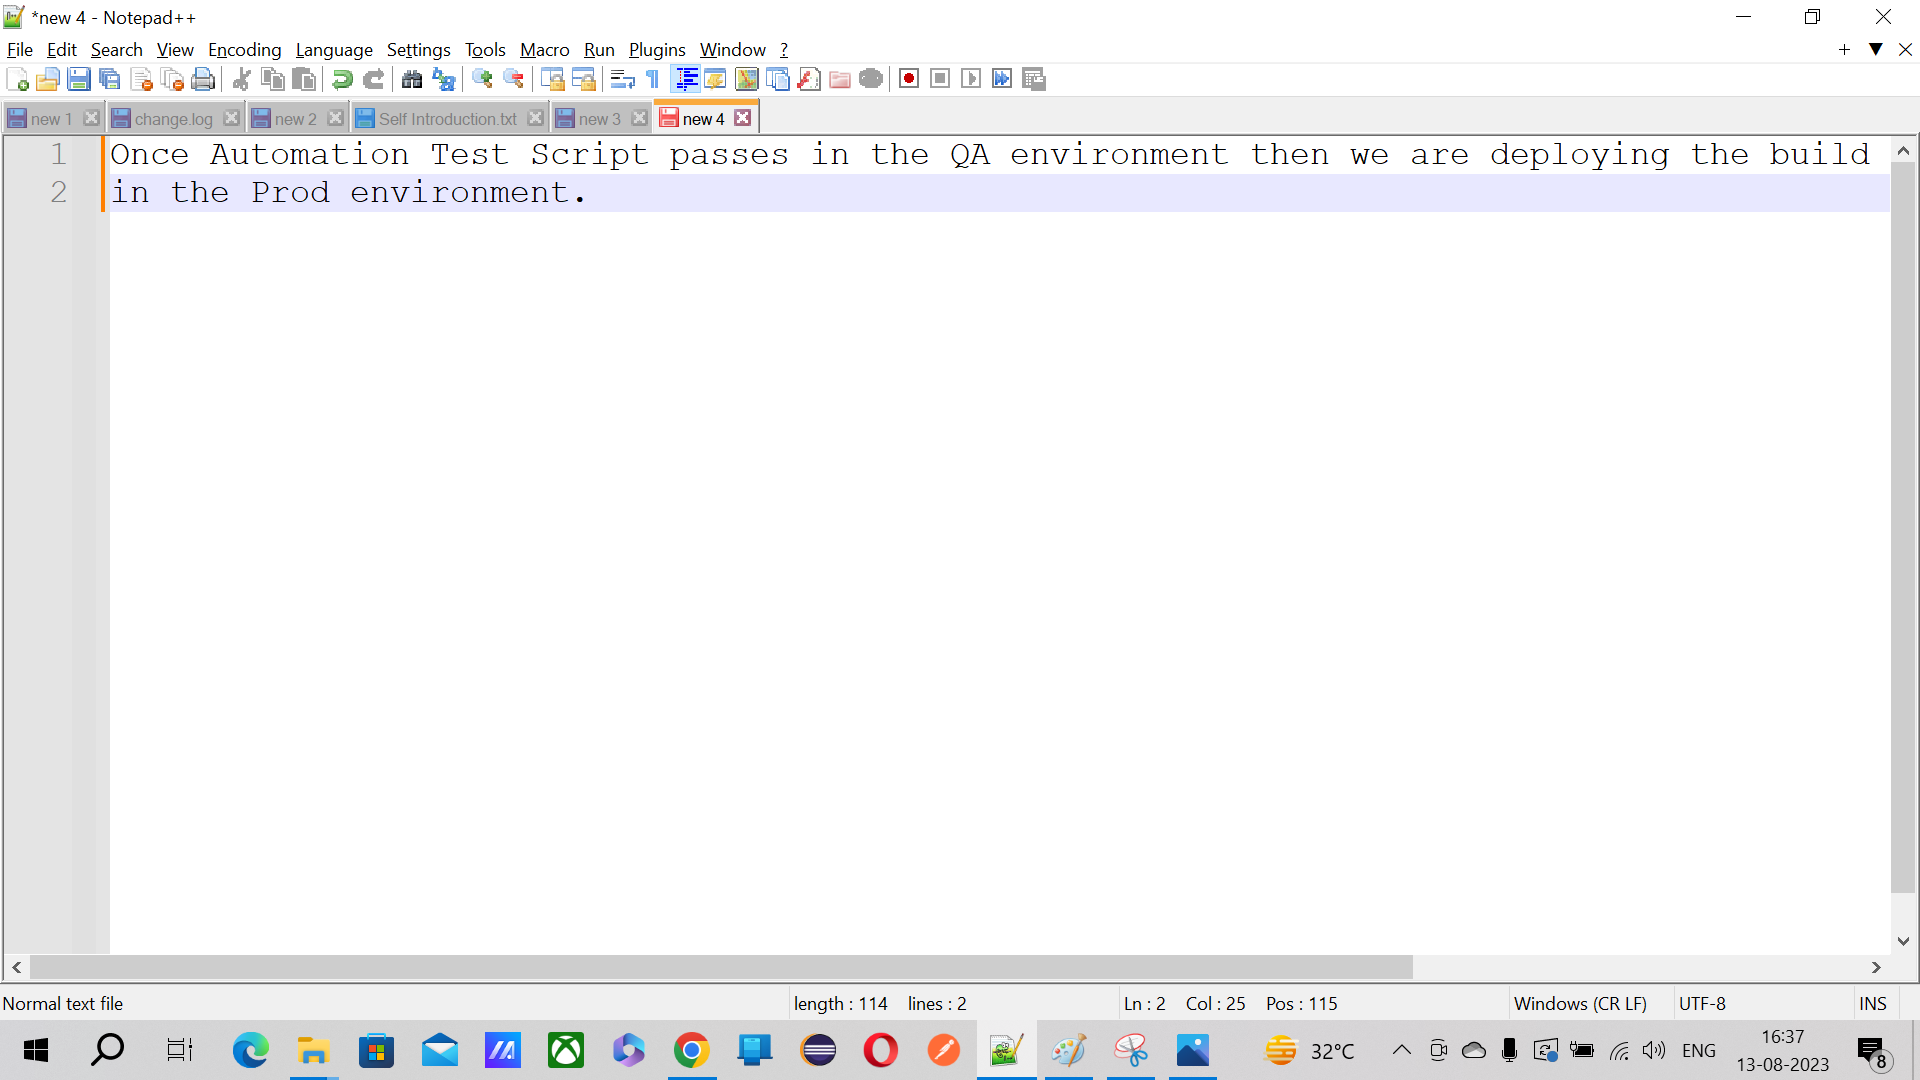 *new 4 - Notepad++
File Edit Search View Encoding Language Settings Tools Macro Run Plugins Window ?
new 1 change.log new 2 Self Introduction.txt new 3 new 4
1 Once Automation Test Script passes in the QA environment then we are deploying the build
2 in the Prod environment.
Normal text file length : 114 lines : 2 Ln : 2 Col : 25 Pos : 115 Windows (CR LF) UTF-8 INS
32°C ENG 16:37
13-08-2023 8